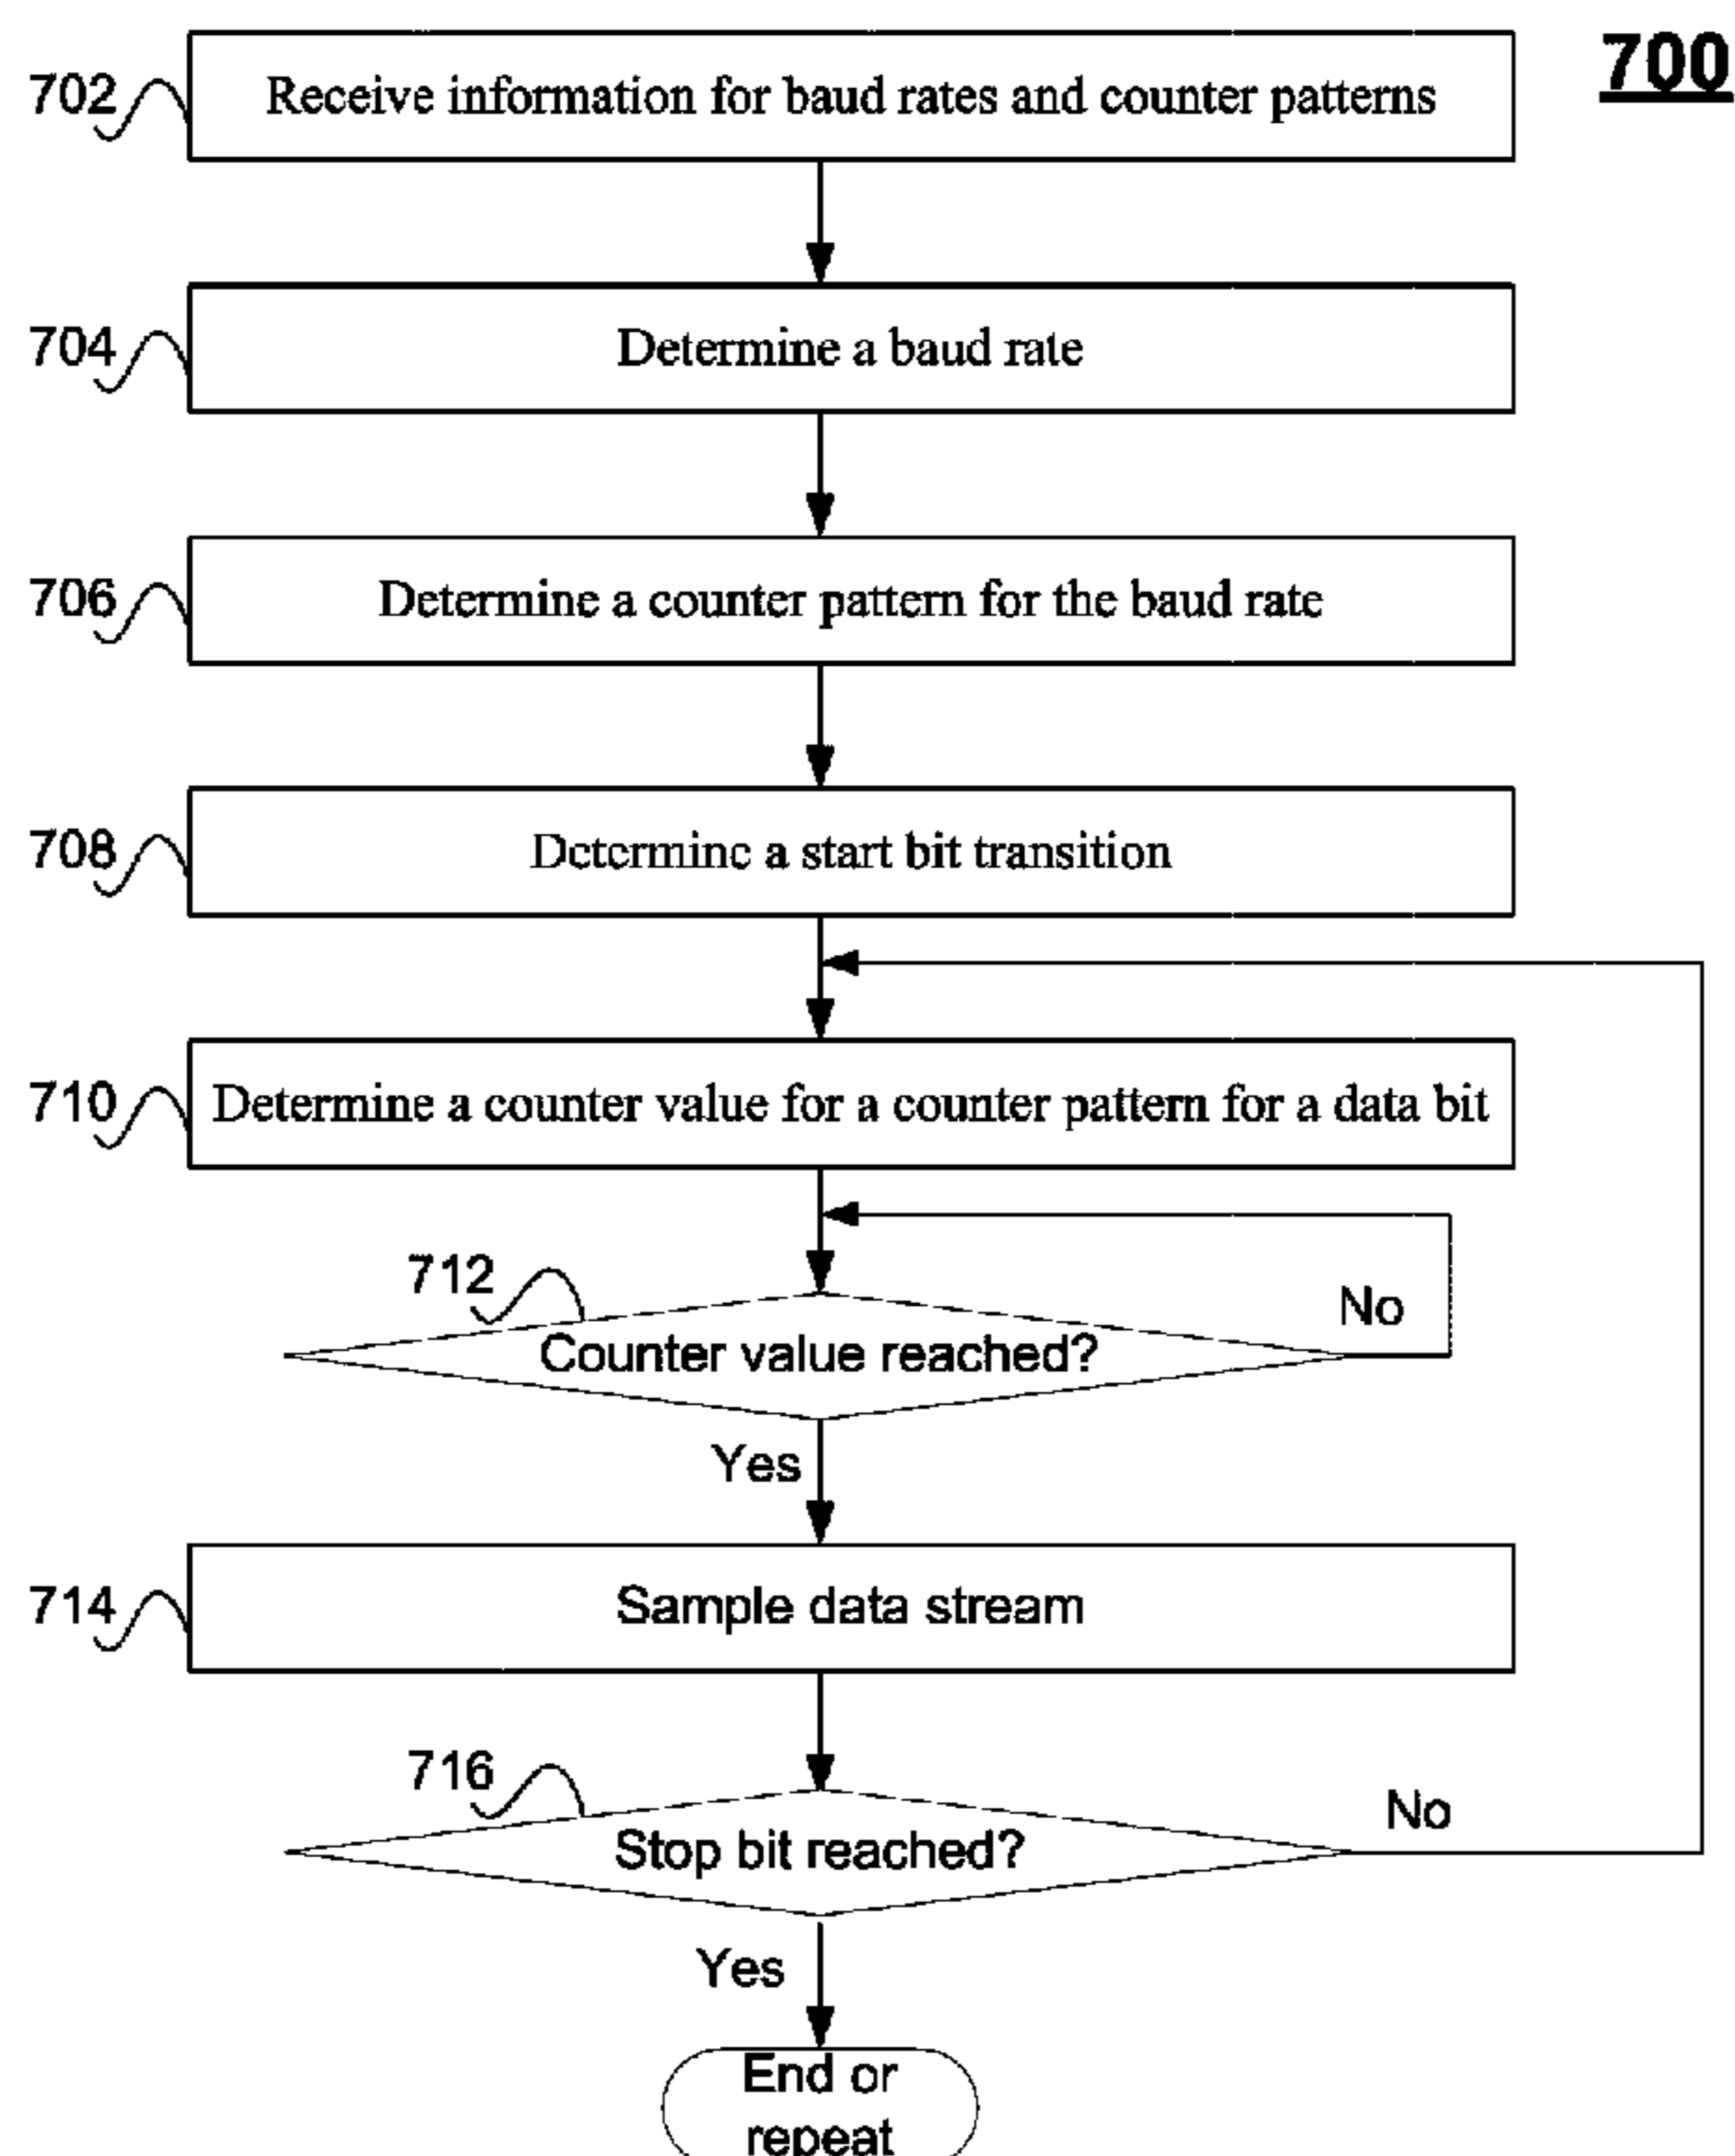 700
702
Receive information for baud rates and counter patterns
704
Determine a baud rate
706
Determine a counter pattern for the baud rate
708
Determine a start bit transition
710
Determine a counter value for a counter pattern for a data bit
712
No
Counter value reached?
Yes
714
Sample data stream
716
No
Stop bit reached?
Yes
End or
repeat